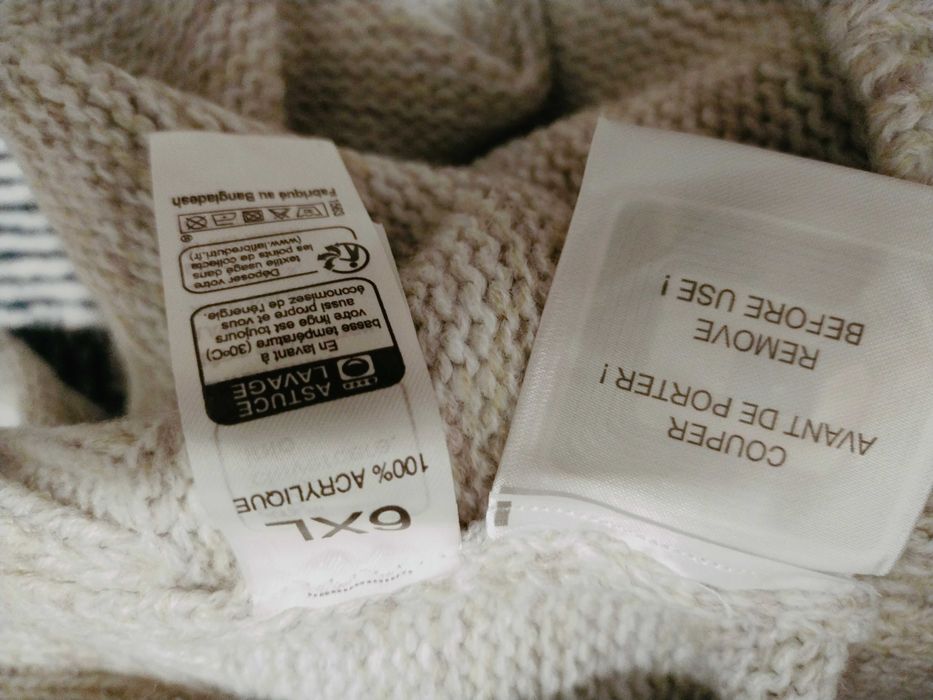 6XL
100% ACRYLIQUE
ASTUCE
LAVAGE
En lavant à
basse température (30ºC)
votre linge est toujours
aussi propre et vous
économisez de l'énergie.
Déposer votre
textile usagé dans
les points de collecte
(www.lafibredutri.fr)
Fabriqué au Bangladesh
COUPER
AVANT DE PORTER !
REMOVE
BEFORE USE !